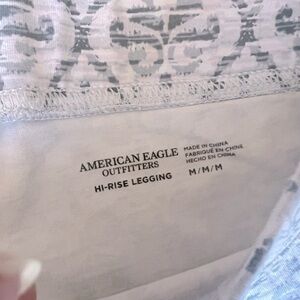 AMERICAN EAGLE
OUTFITTERS
HI-RISE LEGGING
MADE IN CHINA
FABRIQUÉ EN CHINE
HECHO EN CHINA
M/M/M